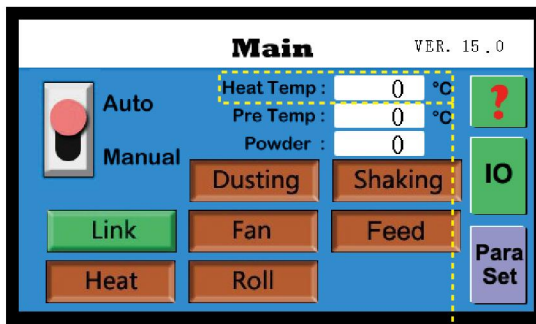 Main VER. 15.0
Auto
Manual
Heat Temp : 0 °C
Pre Temp : 0 °C
Powder : 0
?
IO
Para
Set
Dusting Shaking
Link Fan Feed
Heat Roll